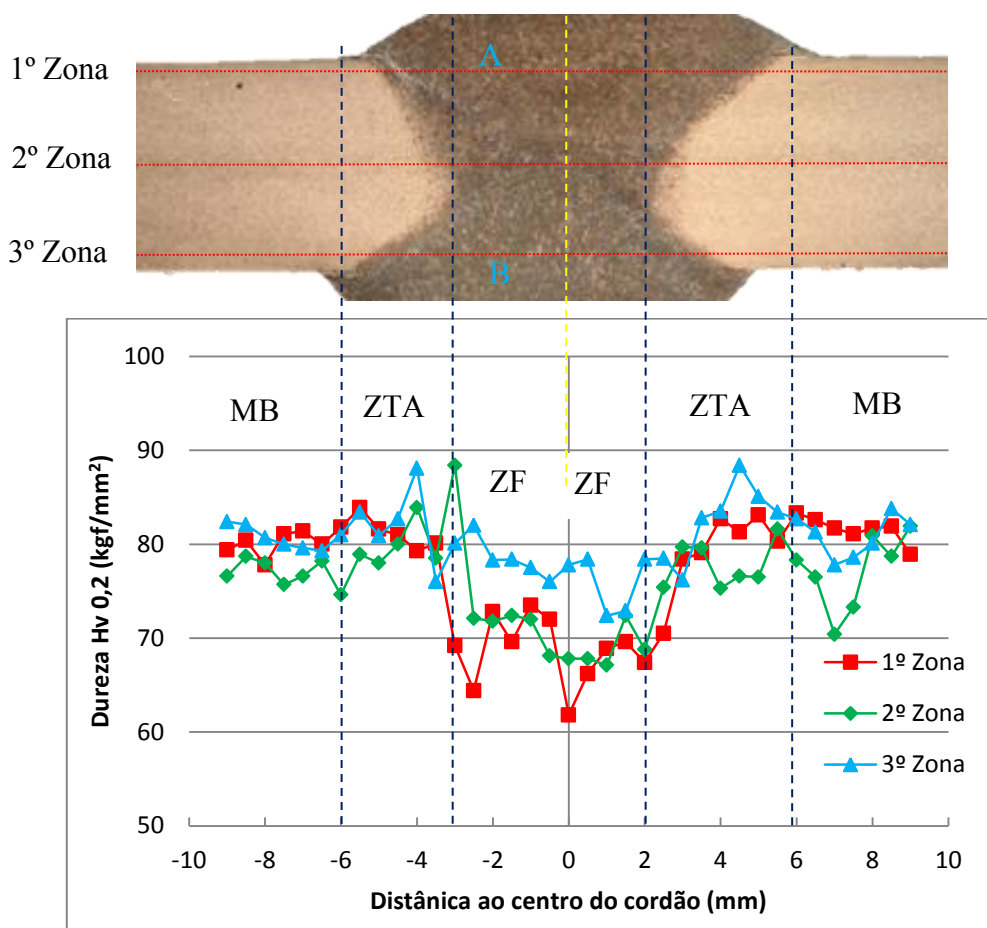 A
1º Zona
2º Zona
3º Zona
B
100
90
80
70
60
50
MB
ZTA
ZF
ZF
ZTA
MB
Dureza Hv 0,2 (kgf/mm²)
1º Zona
2º Zona
3º Zona
-10 -8 -6 -4 -2 0 2 4 6 8 10
Distânica ao centro do cordão (mm)